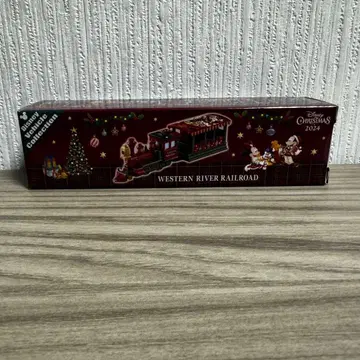 Disney
Vehicle
Collection
Disney
CHRISTMAS
2024
WESTERN RIVER RAILROAD